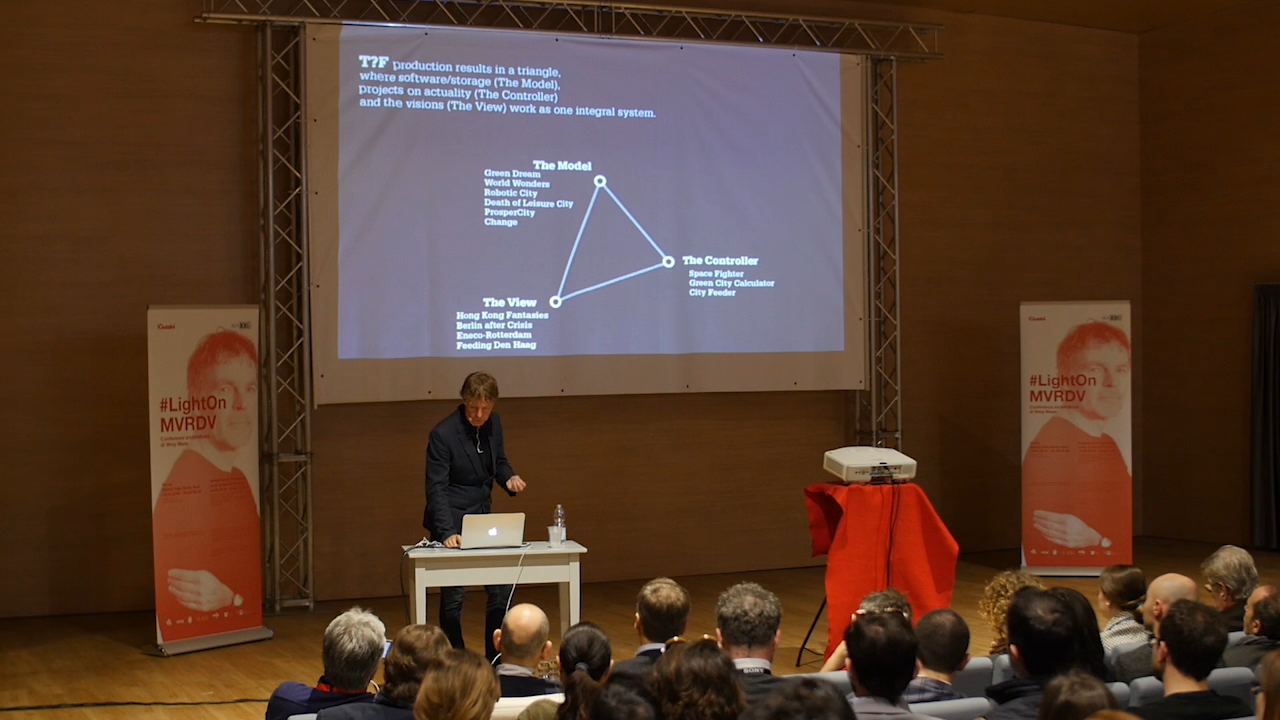 T?F production results in a triangle,
where software/storage (The Model),
projects on actuality (The Controller)
and the visions (The View) work as one integral system.
The Model
Green Dream
World Wonders
Robotic City
Death of Leisure City
ProsperCity
Change
The Controller
Space Fighter
Green City Calculator
City Feeder
The View
Hong Kong Fantasies
Berlin after Crisis
Eneco-Rotterdam
Feeding Den Haag
#LightOn
MVRDV
#LightOn
MVRDV
SONY